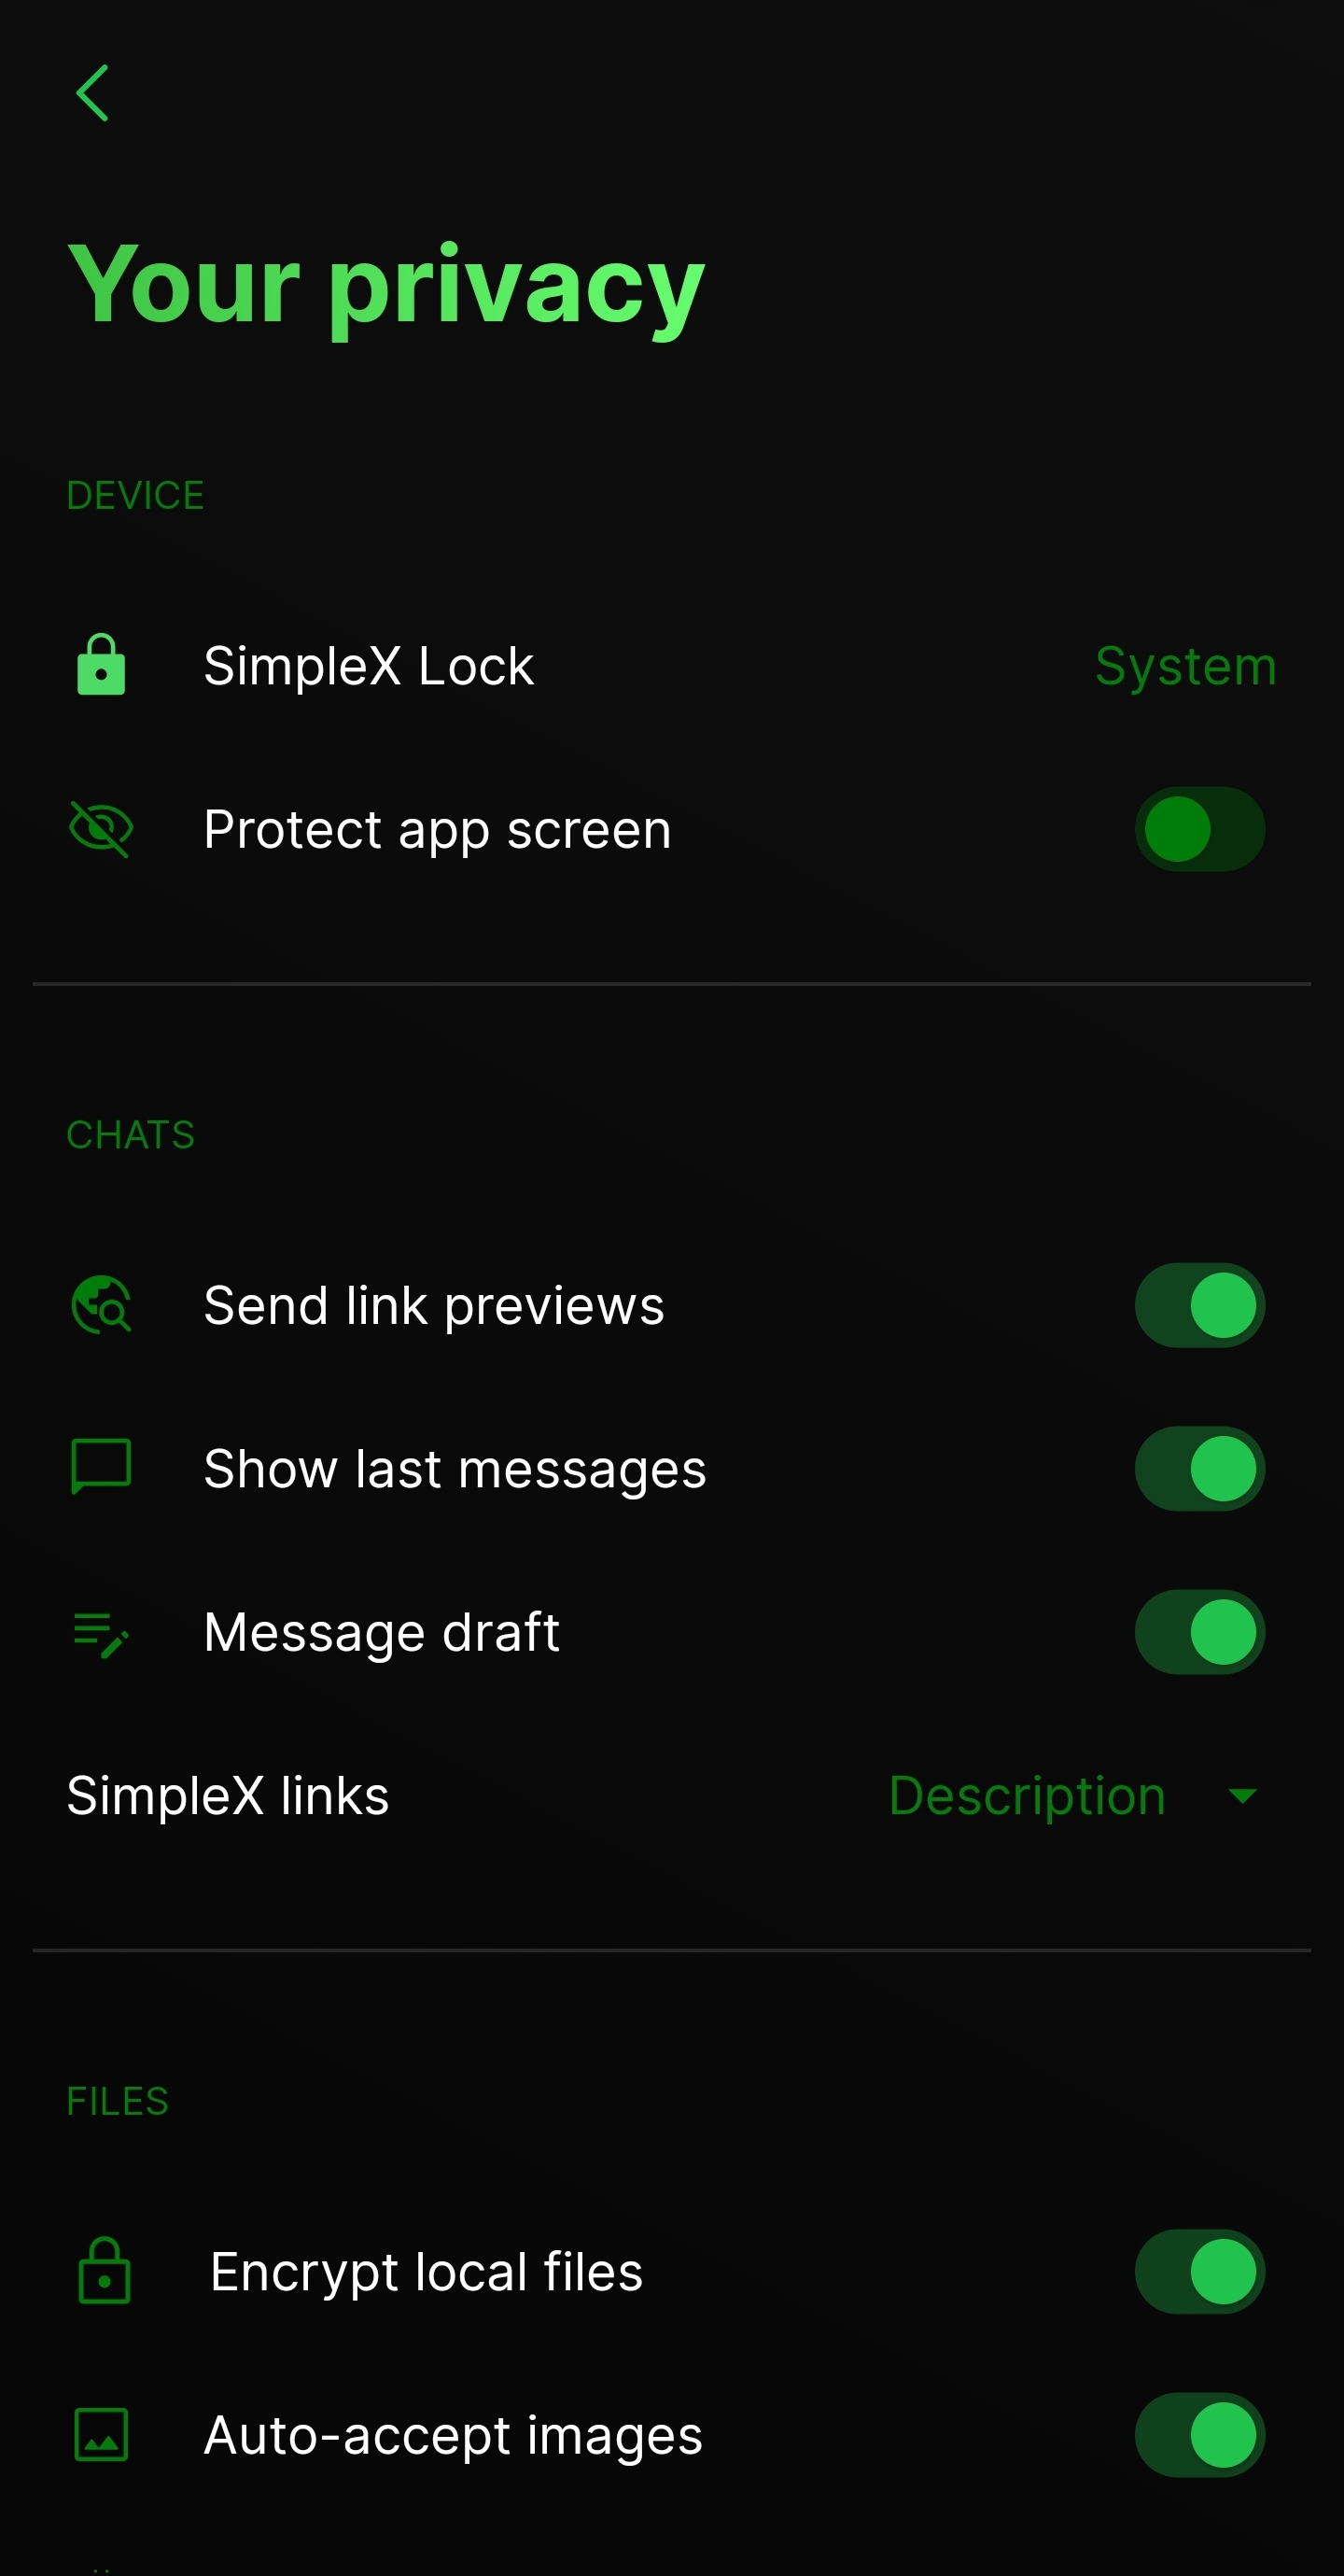 Your privacy
DEVICE
SimpleX Lock System
Protect app screen
CHATS
Send link previews
Show last messages
Message draft
SimpleX links Description
FILES
Encrypt local files
Auto-accept images